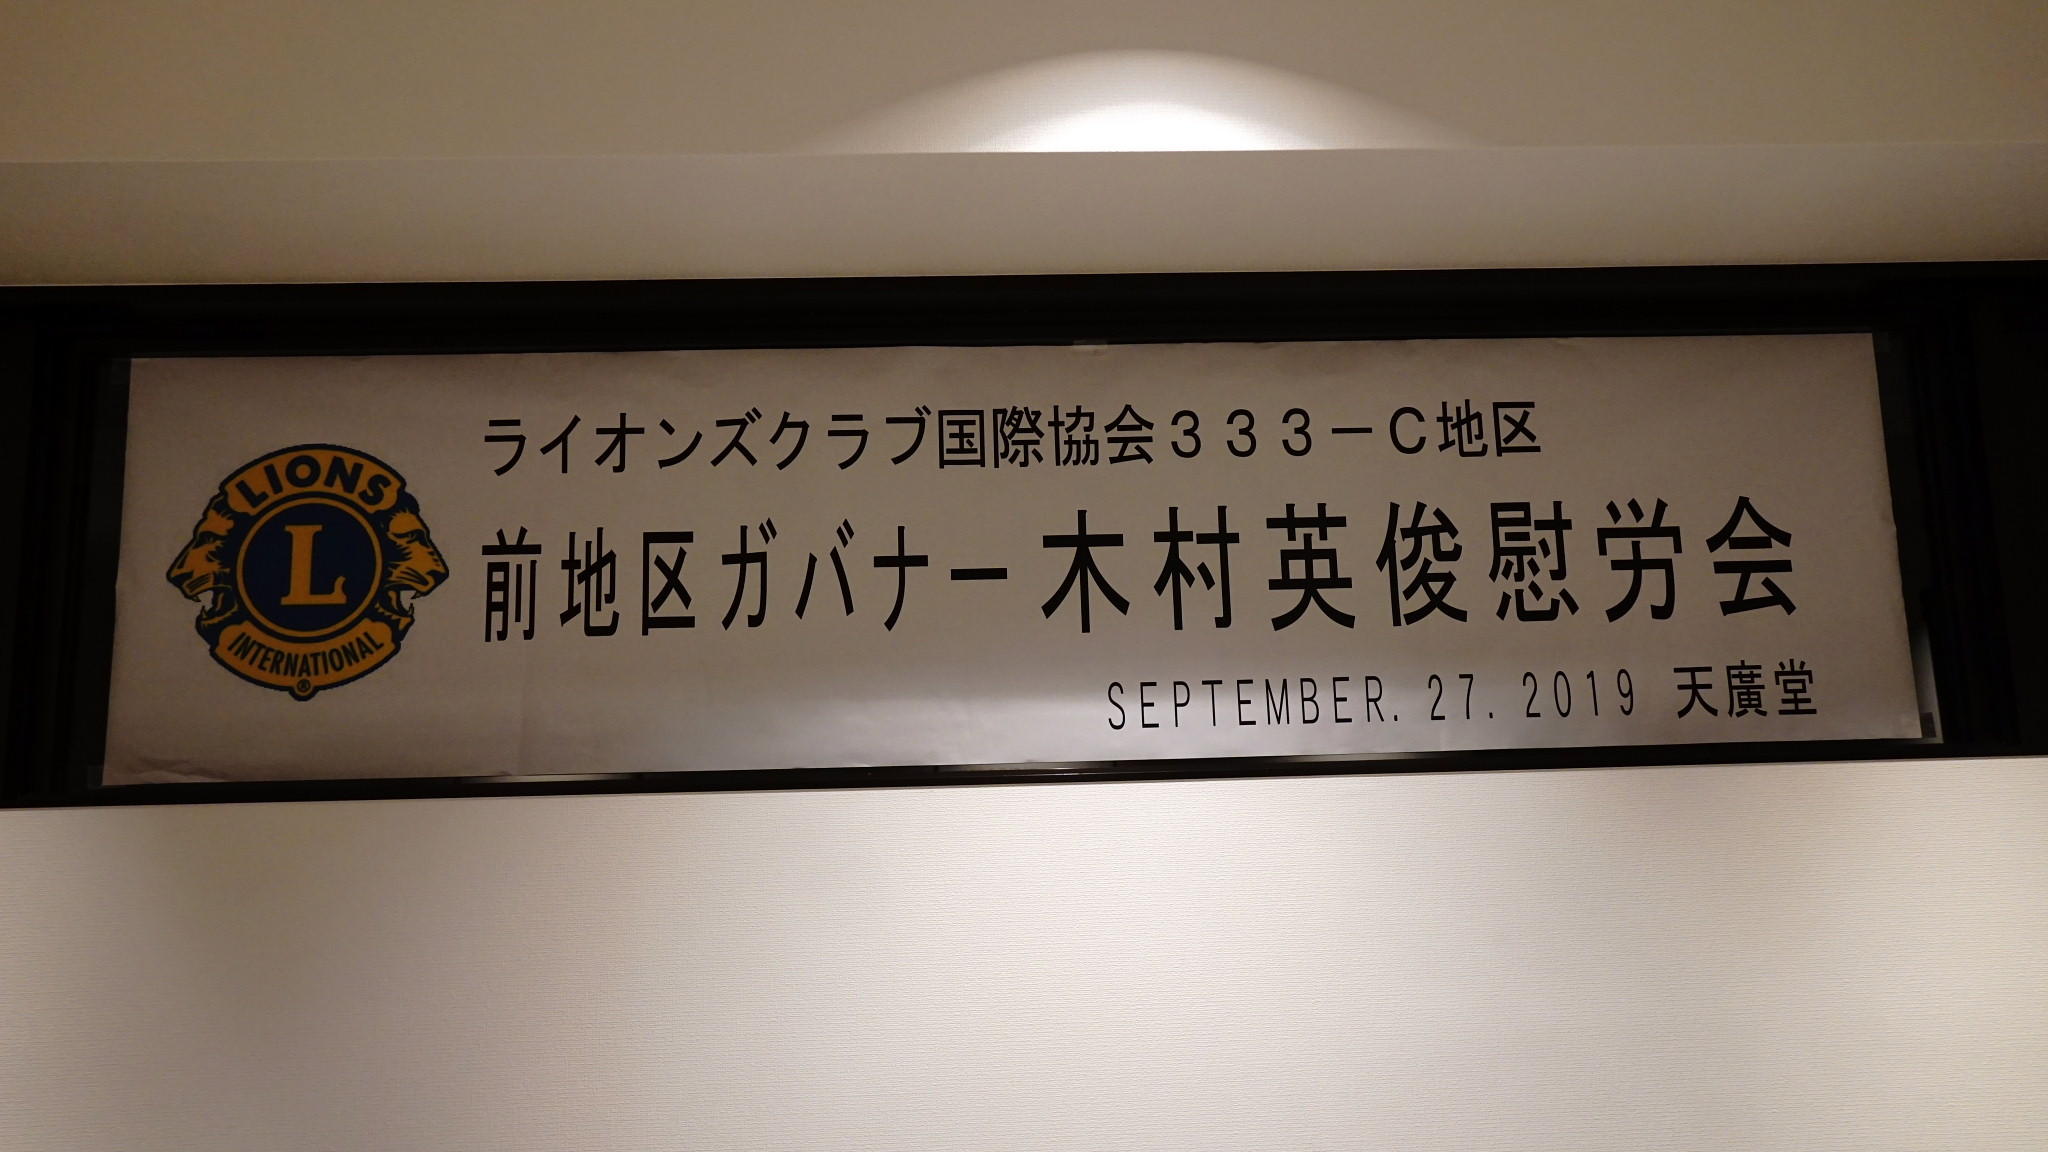 LIONS
L
INTERNATIONAL
®
ライオンズクラブ国際協会333-C地区
前地区ガバナー木村英俊慰労会
SEPTEMBER. 27. 2019 天廣堂